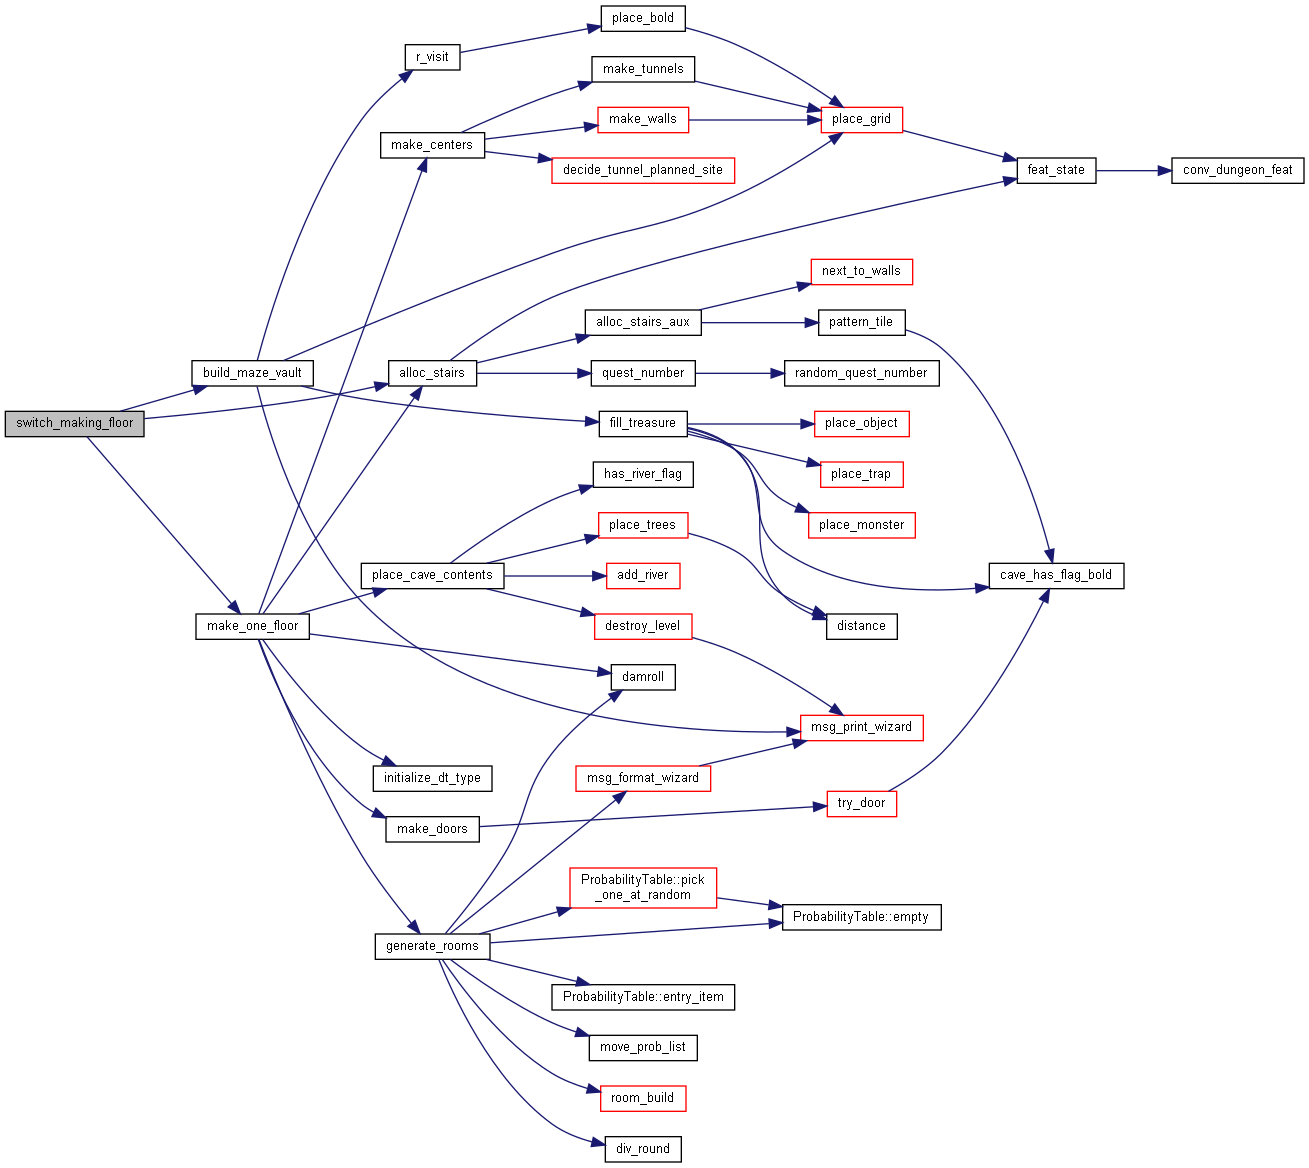 place_bold
r_visit
make_tunnels
make_walls
place_grid
make_centers
decide_tunnel_planned_site
feat_state
conv_dungeon_feat
next_to_walls
alloc_stairs_aux
pattern_tile
build_maze_vault
alloc_stairs
quest_number
random_quest_number
switch_making_floor
fill_treasure
place_object
has_river_flag
place_trap
place_trees
place_monster
place_cave_contents
add_river
cave_has_flag_bold
make_one_floor
destroy_level
distance
damroll
msg_print_wizard
initialize_dt_type
msg_format_wizard
try_door
make_doors
ProbabilityTable::pick
_one_at_random
ProbabilityTable::empty
generate_rooms
ProbabilityTable::entry_item
move_prob_list
room_build
div_round